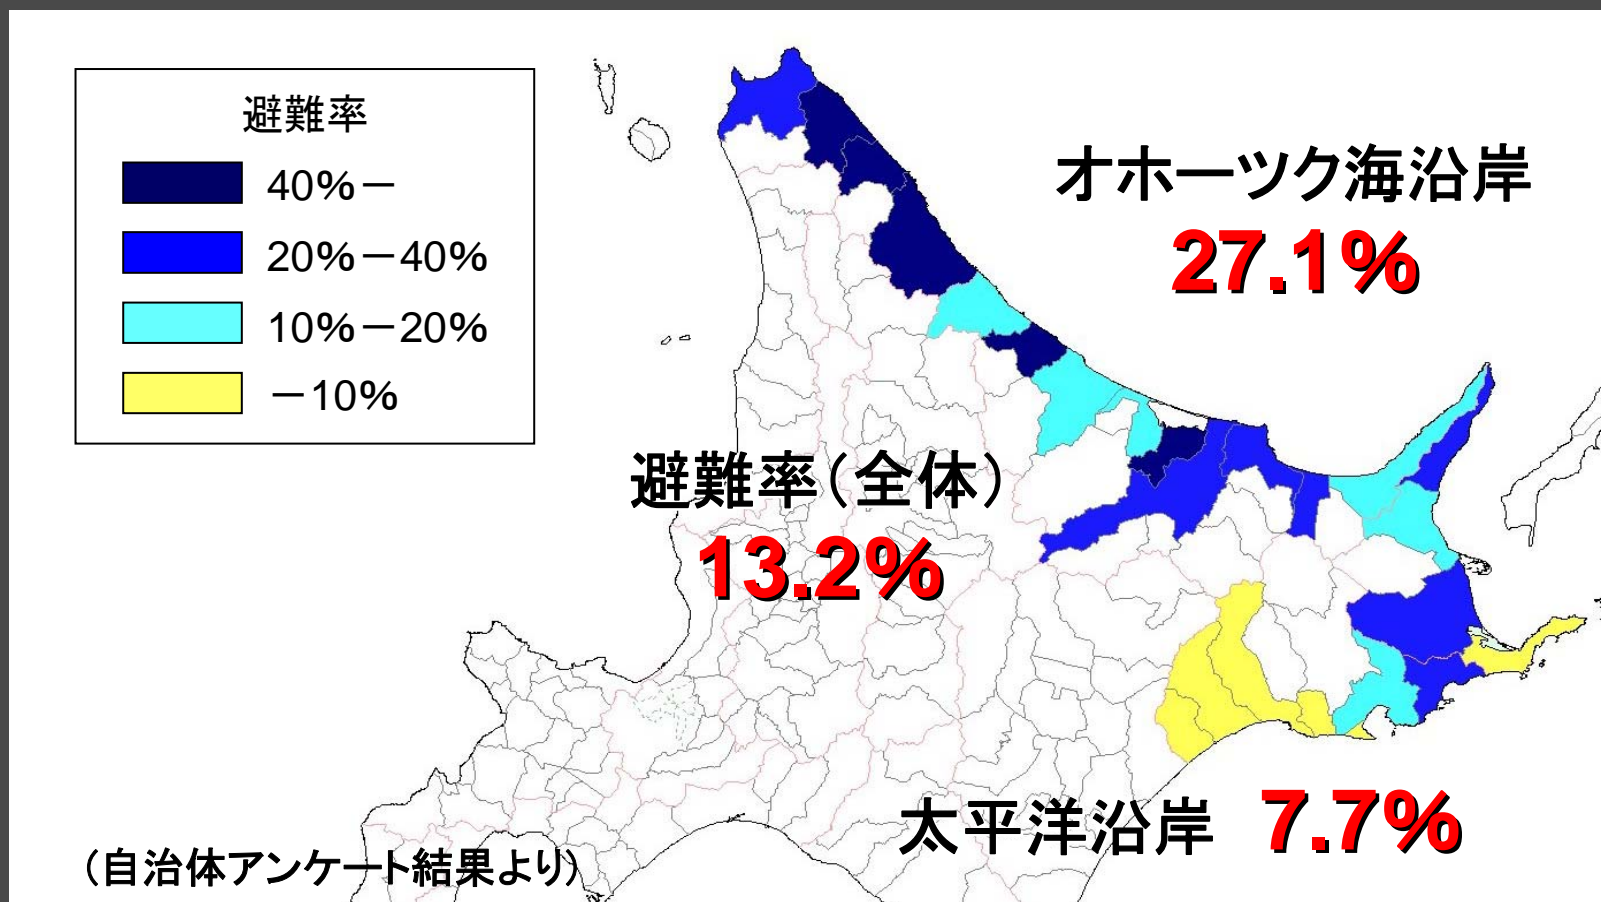 避難率
40%－
20%－40%
10%－20%
－10%
オホーツク海沿岸
27.1%
避難率（全体）
13.2%
太平洋沿岸 7.7%
（自治体アンケート結果より）